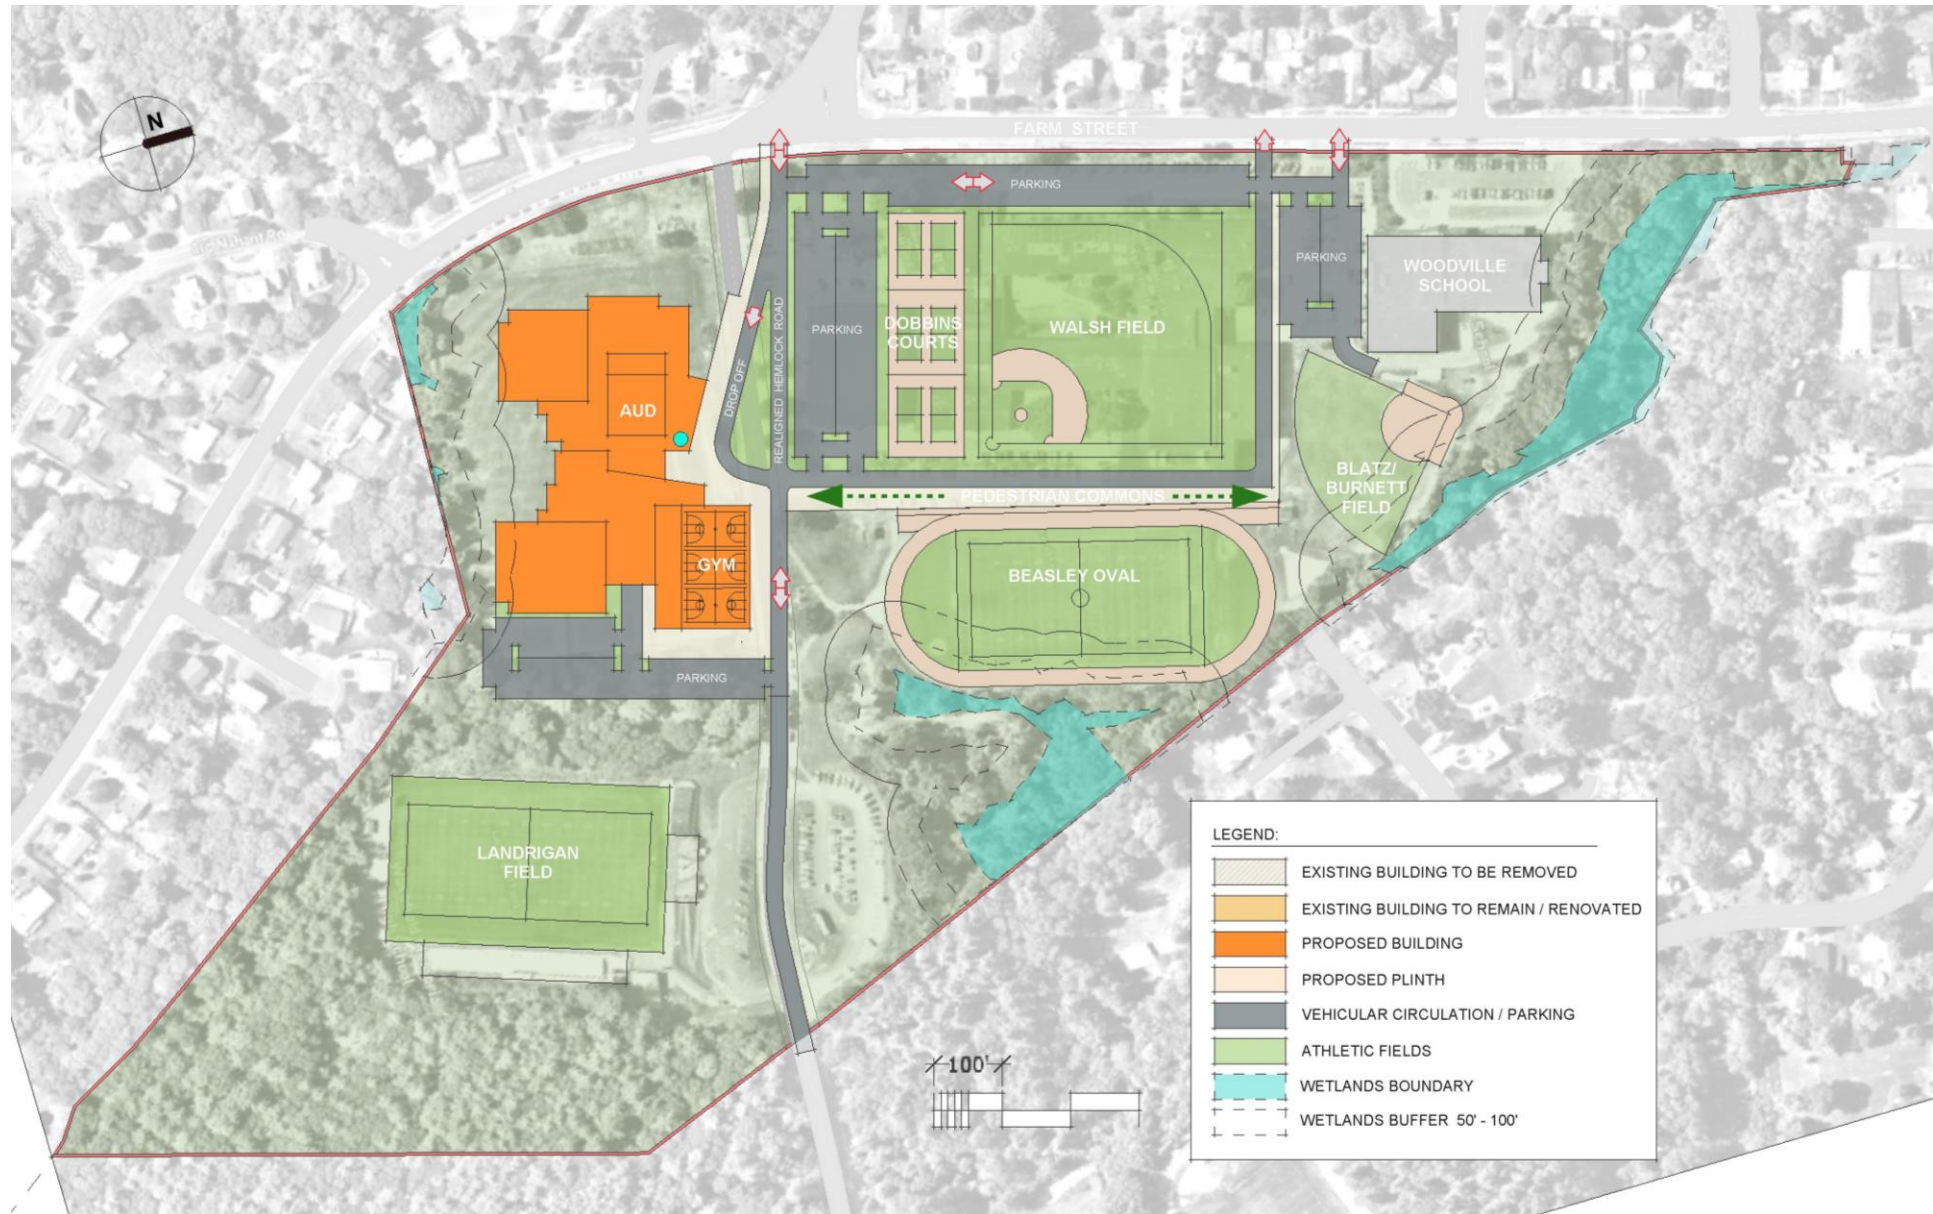 N
FARM STREET
PARKING
PARKING
WOODVILLE
SCHOOL
PARKING
DOBBINS
COURTS
WALSH FIELD
REALIGNED HEMLOCK ROAD
DROP OFF
AUD
BLATZ/
BURNETT
FIELD
PEDESTRIAN COMMONS
GYM
BEASLEY OVAL
PARKING
LANDRIGAN
FIELD
100'
LEGEND:
EXISTING BUILDING TO BE REMOVED
EXISTING BUILDING TO REMAIN / RENOVATED
PROPOSED BUILDING
PROPOSED PLINTH
VEHICULAR CIRCULATION / PARKING
ATHLETIC FIELDS
WETLANDS BOUNDARY
WETLANDS BUFFER 50' - 100'